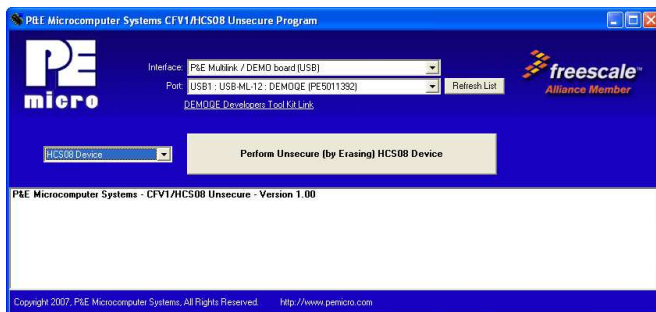 P&E Microcomputer Systems CFV1/HCS08 Unsecure Program
PE
micro
Interface: P&E Multilink / DEMO board (USB)
Port: USB1 : USB-ML-12 : DEMOQE (PE5011392) Refresh List
DEMOQE Developers Tool Kit Link
freescale™
Alliance Member
HCS08 Device
Perform Unsecure (by Erasing) HCS08 Device
P&E Microcomputer Systems - CFV1/HCS08 Unsecure - Version 1.00
Copyright 2007, P&E Microcomputer Systems, All Rights Reserved. http://www.pemicro.com